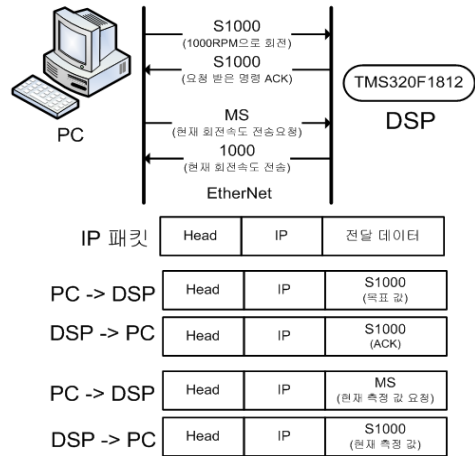 S1000
(1000RPM으로 회전)
S1000
(요청 받은 명령 ACK)
TMS320F1812
DSP
PC
MS
(현재 회전속도 전송요청)
1000
(현재 회전속도 전송)
EtherNet
IP 패킷 Head IP 전달 데이터
PC -> DSP Head IP S1000
(목표 값)
DSP -> PC Head IP S1000
(ACK)
PC -> DSP Head IP MS
(현재 측정 값 요청)
DSP -> PC Head IP S1000
(현재 측정 값)